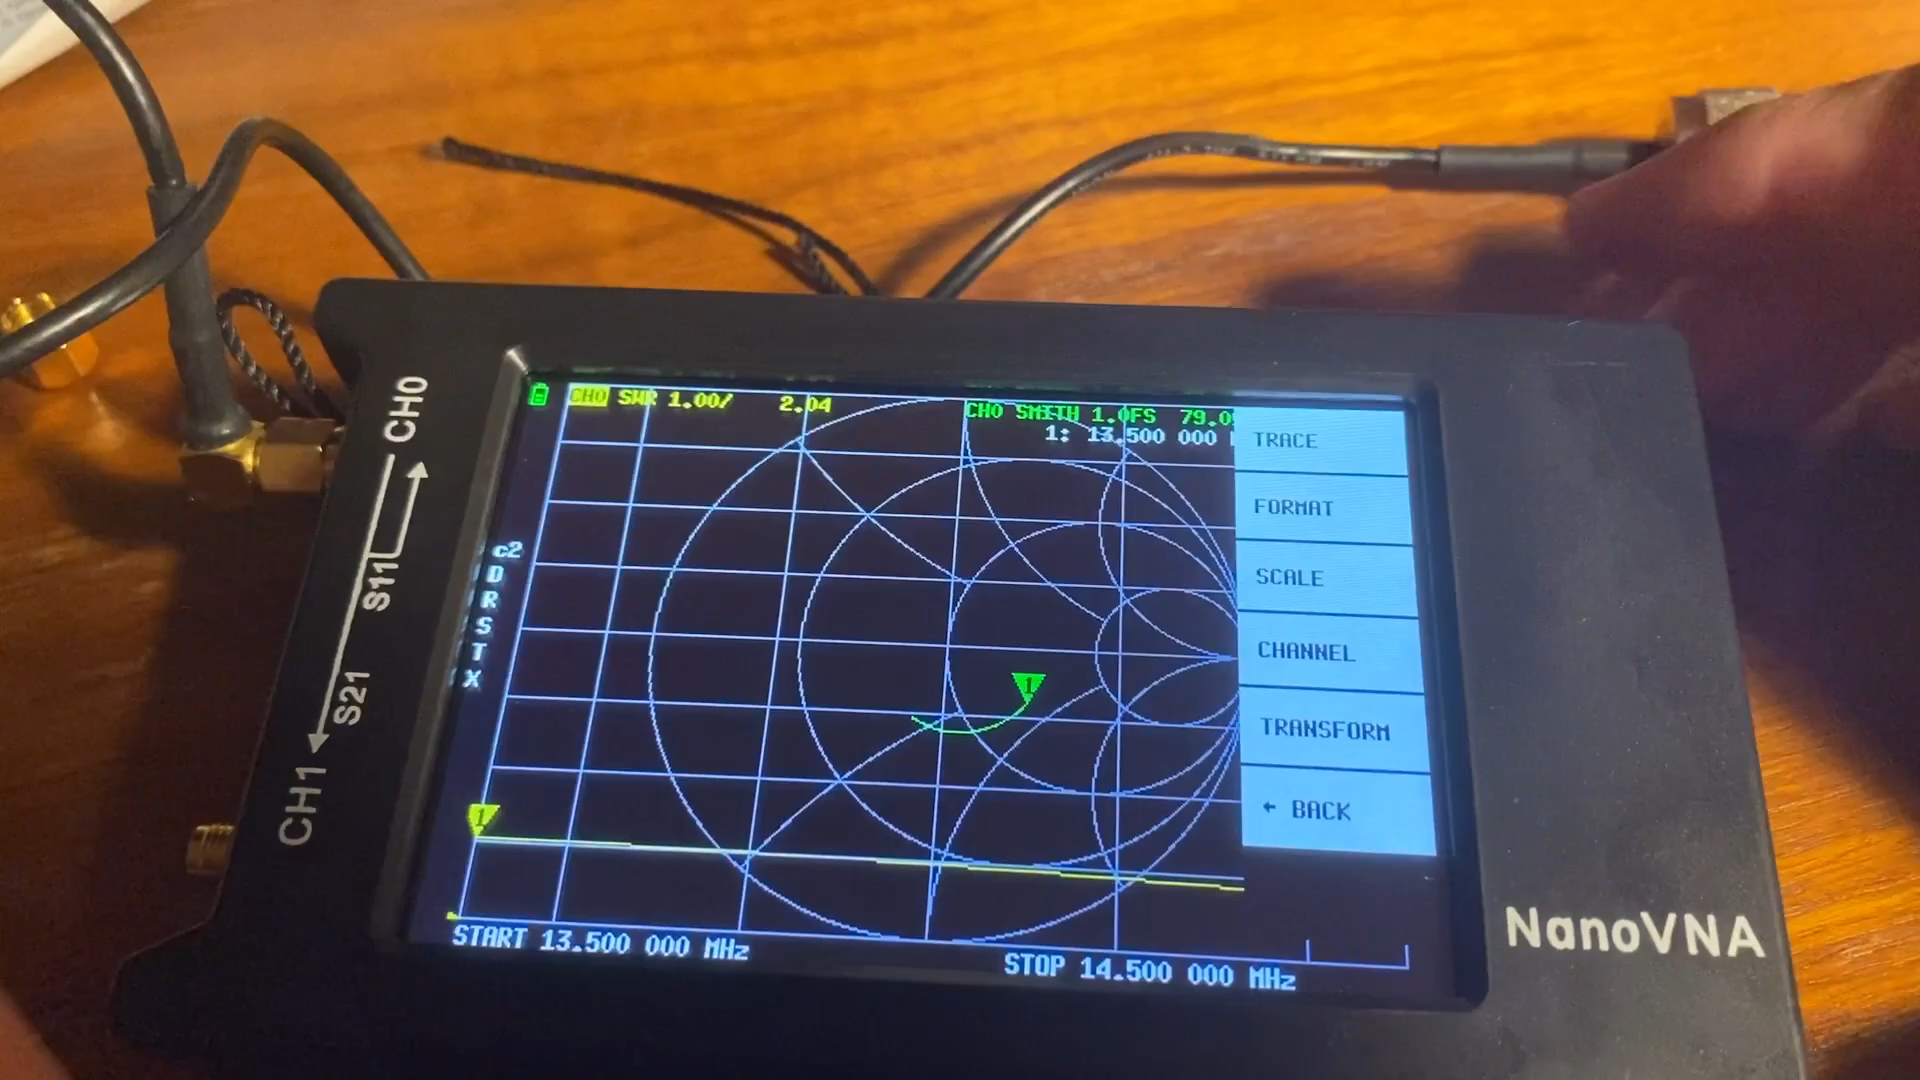 CH0 SWR 1.00/ 2.04
CH0 SMITH 1.0FS 79.0
1: 13.500 000
TRACE
FORMAT
SCALE
CHANNEL
TRANSFORM
← BACK
c2
D
R
S
T
X
1
1
START 13.500 000 MHz
STOP 14.500 000 MHz
CH0
S11
S21
CH1
NanoVNA